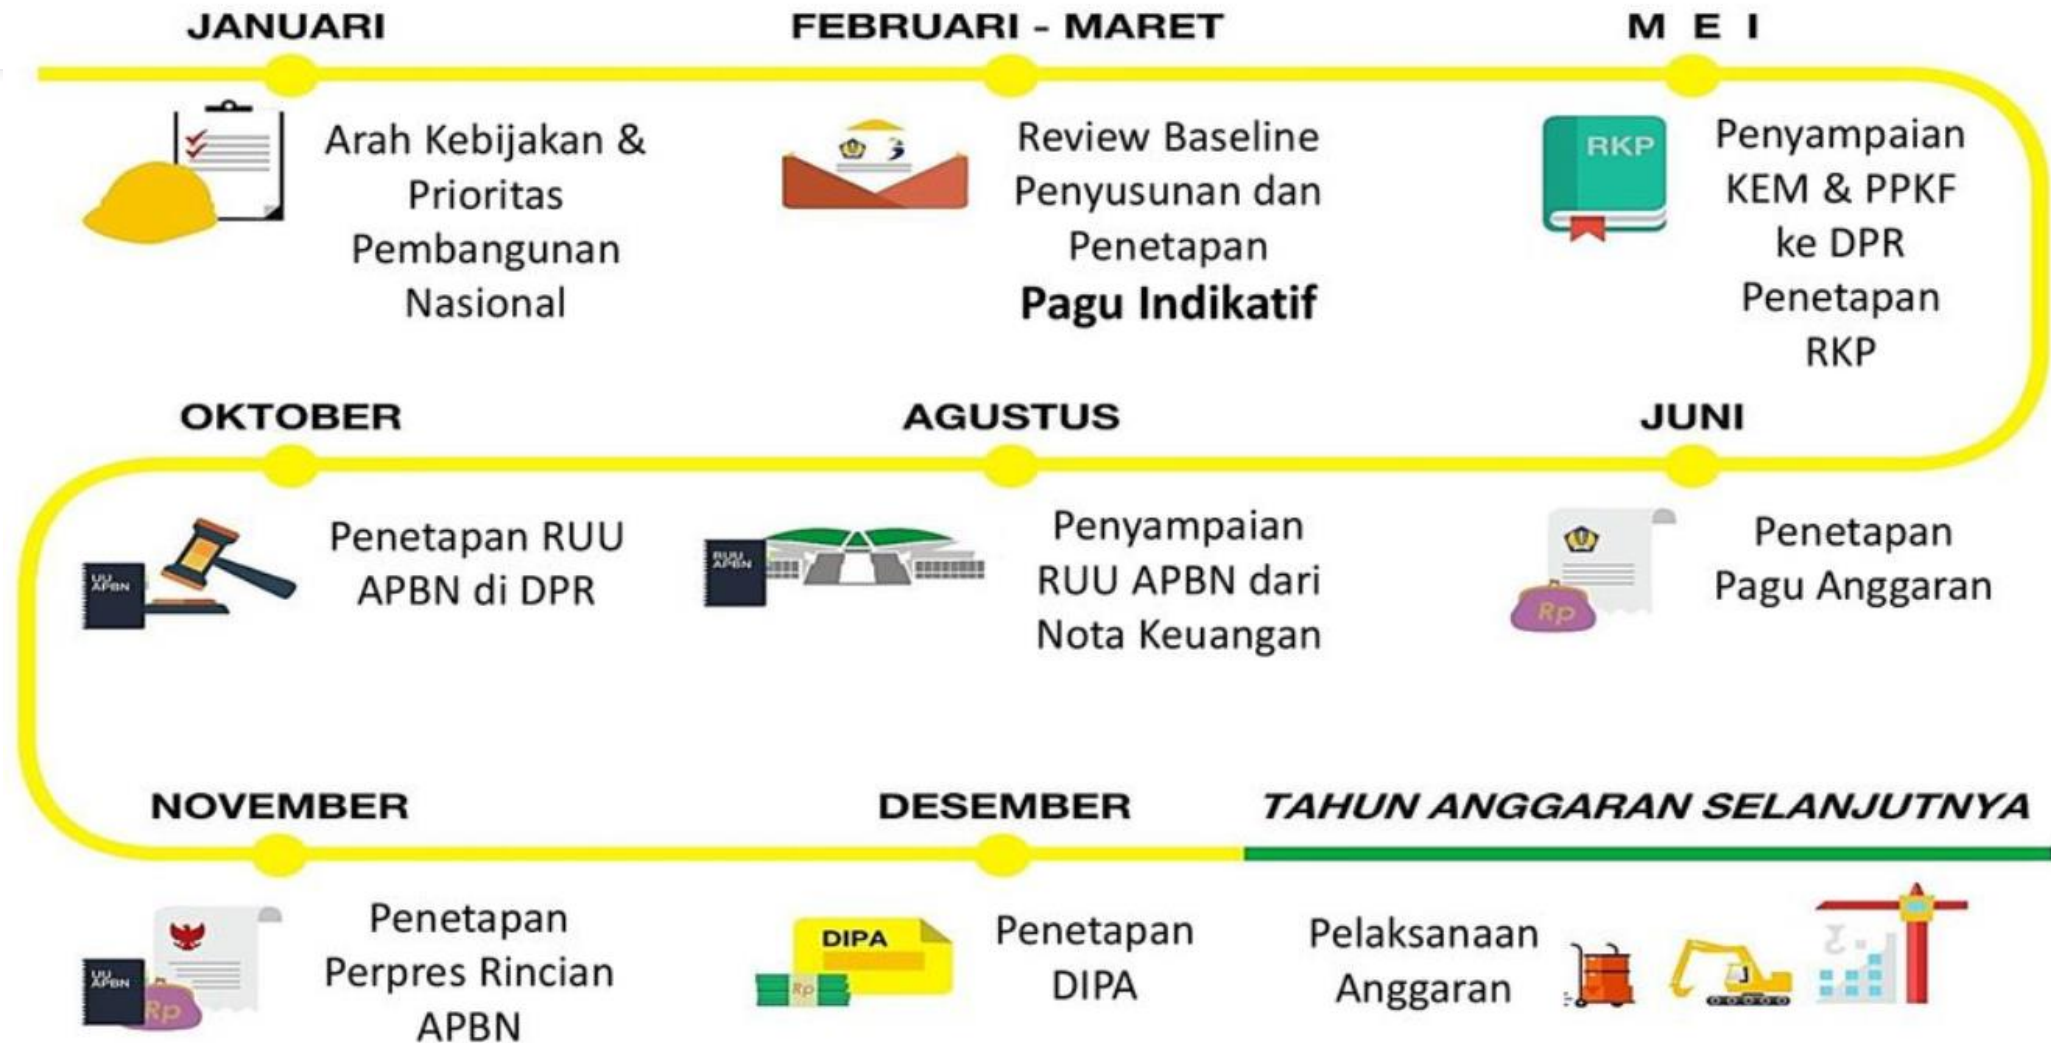 JANUARI
Arah Kebijakan &
Prioritas
Pembangunan
Nasional
FEBRUARI - MARET
Review Baseline
Penyusunan dan
Penetapan
Pagu Indikatif
M E I
RKP
Penyampaian
KEM & PPKF
ke DPR
Penetapan
RKP
JUNI
Rp
Penetapan
Pagu Anggaran
AGUSTUS
RUU
APBN
Penyampaian
RUU APBN dari
Nota Keuangan
OKTOBER
UU
APBN
Penetapan RUU
APBN di DPR
NOVEMBER
UU
APBN
Rp
Penetapan
Perpres Rincian
APBN
DESEMBER
DIPA
Rp
Penetapan
DIPA
TAHUN ANGGARAN SELANJUTNYA
Pelaksanaan
Anggaran